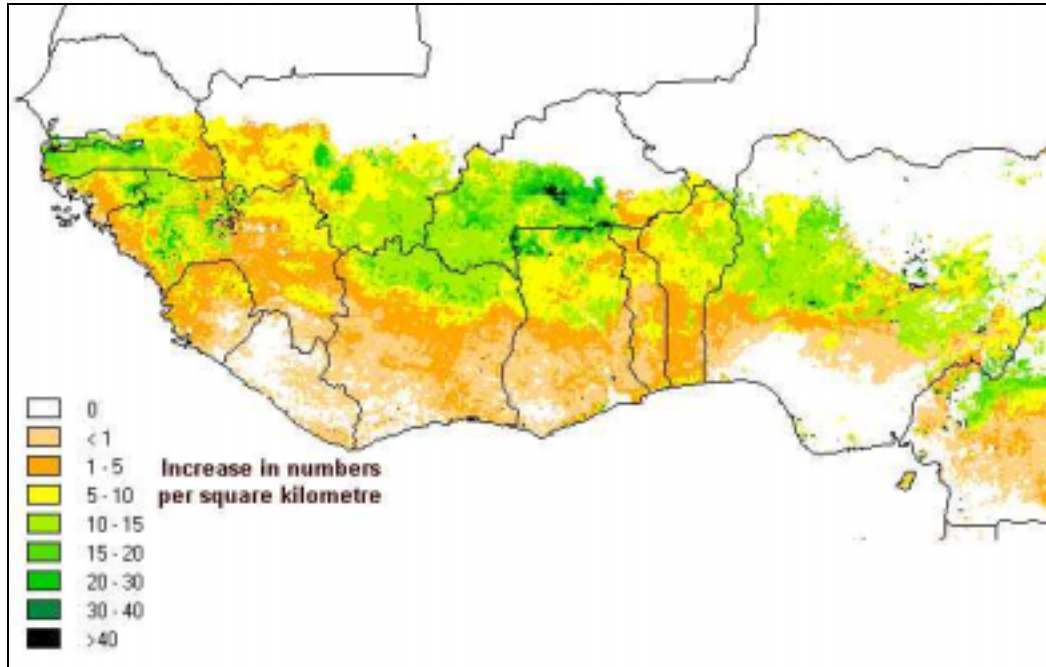 0
< 1
1 - 5
5 - 10
10 - 15
15 - 20
20 - 30
30 - 40
>40
Increase in numbers
per square kilometre